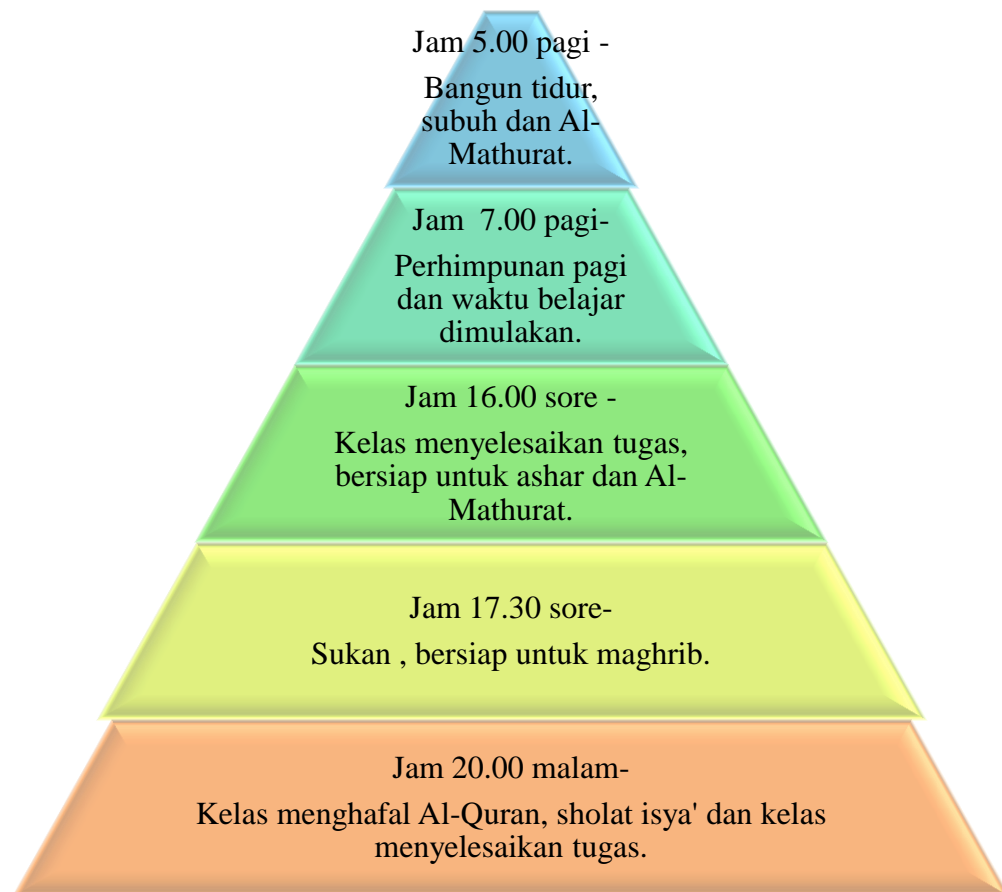 Jam 5.00 pagi -
Bangun tidur,
subuh dan Al-
Mathurat.
Jam  7.00 pagi-
Perhimpunan pagi
dan waktu belajar
dimulakan.
Jam 16.00 sore -
Kelas menyelesaikan tugas,
bersiap untuk ashar dan Al-
Mathurat.
Jam 17.30 sore-
Sukan , bersiap untuk maghrib.
Jam 20.00 malam-
Kelas menghafal Al-Quran, sholat isya' dan kelas
menyelesaikan tugas.